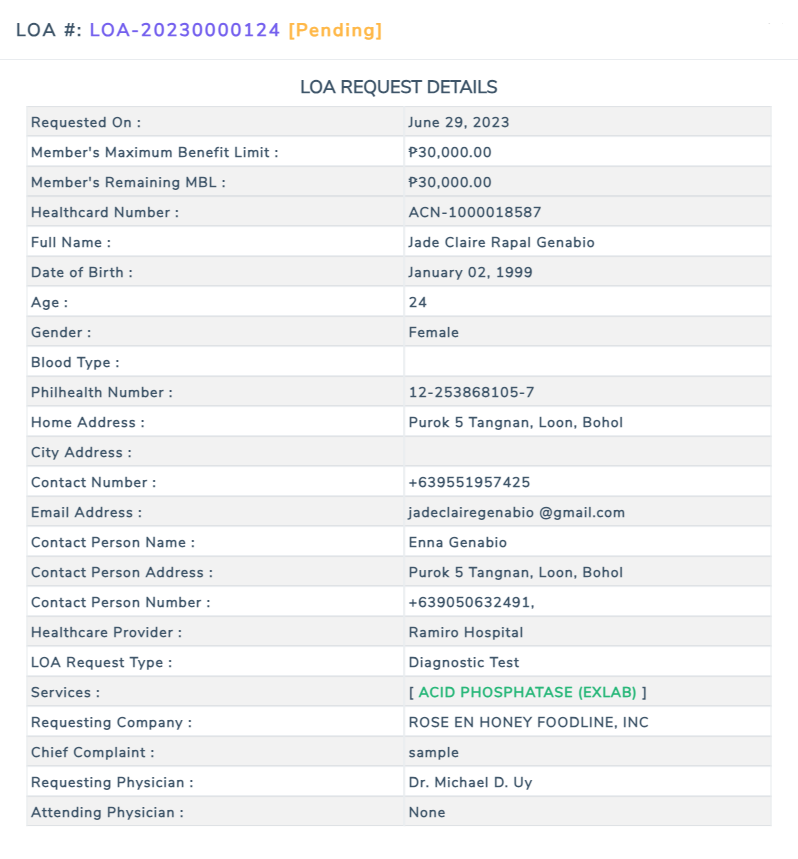 LOA #: LOA-20230000124 [Pending]
LOA REQUEST DETAILS
Requested On : June 29, 2023
Member's Maximum Benefit Limit : ₱30,000.00
Member's Remaining MBL : ₱30,000.00
Healthcard Number : ACN-1000018587
Full Name : Jade Claire Rapal Genabio
Date of Birth : January 02, 1999
Age : 24
Gender : Female
Blood Type :
Philhealth Number : 12-253868105-7
Home Address : Purok 5 Tangnan, Loon, Bohol
City Address :
Contact Number : +639551957425
Email Address : jadeclairegenabio @gmail.com
Contact Person Name : Enna Genabio
Contact Person Address : Purok 5 Tangnan, Loon, Bohol
Contact Person Number : +639050632491,
Healthcare Provider : Ramiro Hospital
LOA Request Type : Diagnostic Test
Services : [ ACID PHOSPHATASE (EXLAB) ]
Requesting Company : ROSE EN HONEY FOODLINE, INC
Chief Complaint : sample
Requesting Physician : Dr. Michael D. Uy
Attending Physician : None